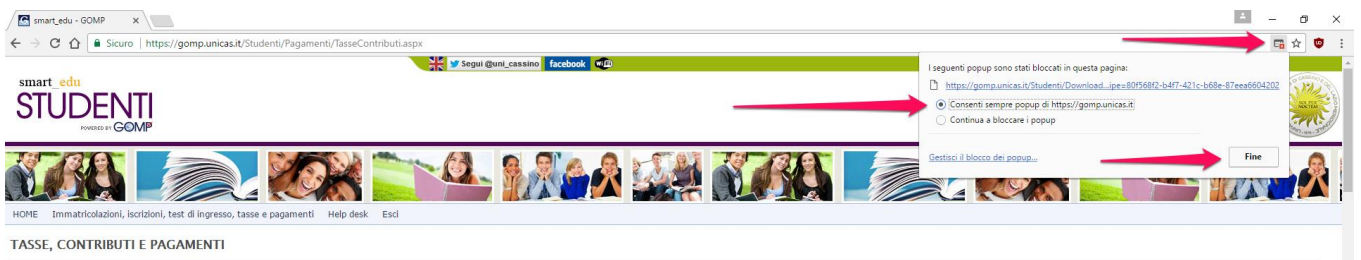 smart_edu - GOMP
Sicuro | https://gomp.unicas.it/Studenti/Pagamenti/TasseContributi.aspx
Segui @uni_cassino facebook Wi Fi
smart_edu
STUDENTI
POWERED BY GOMP
I seguenti popup sono stati bloccati in questa pagina:
https://gomp.unicas.it/Studenti/Download...ipe=80f568f2-b4f7-421c-b68e-87eea6604202
Consenti sempre popup di https://gomp.unicas.it
Continua a bloccare i popup
Gestisci il blocco dei popup...
Fine
HOME Immatricolazioni, iscrizioni, test di ingresso, tasse e pagamenti Help desk Esci
TASSE, CONTRIBUTI E PAGAMENTI